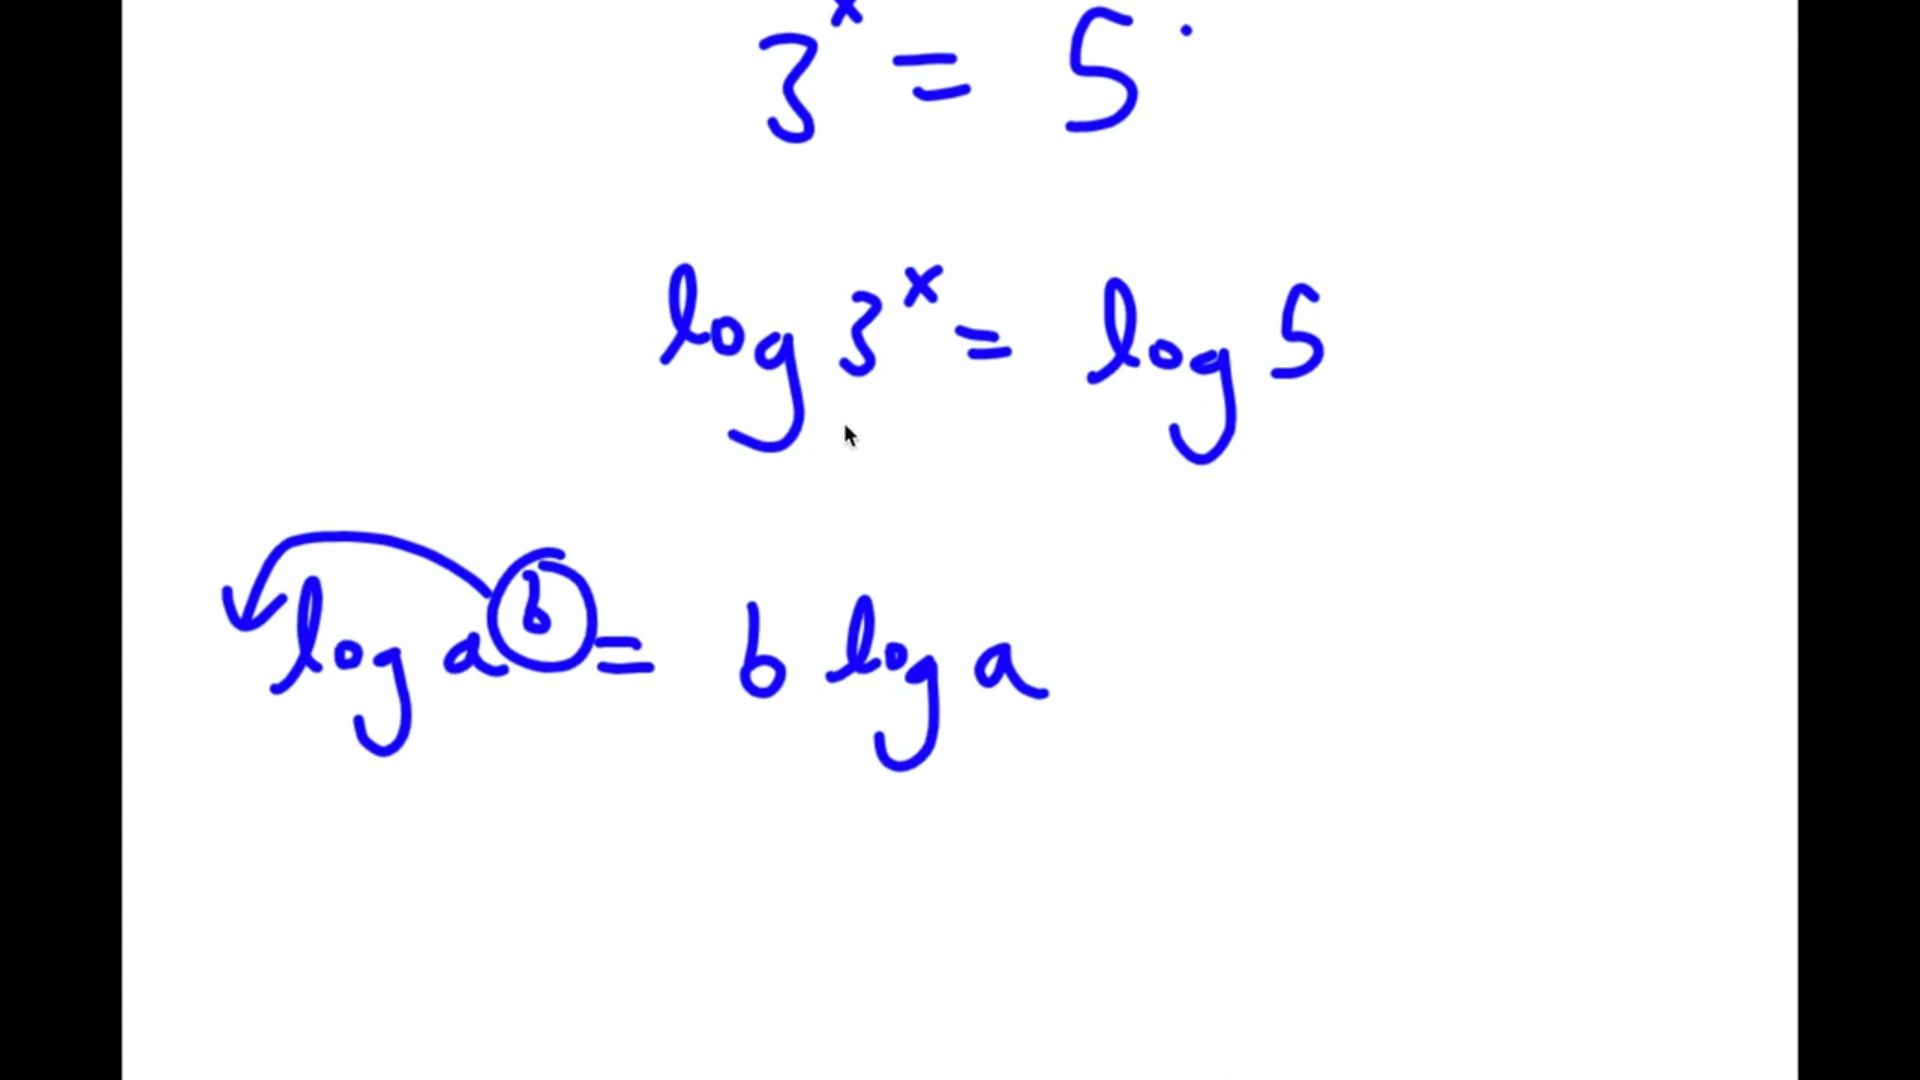 3^x = 5
log 3^x = log 5
log a^b = b log a